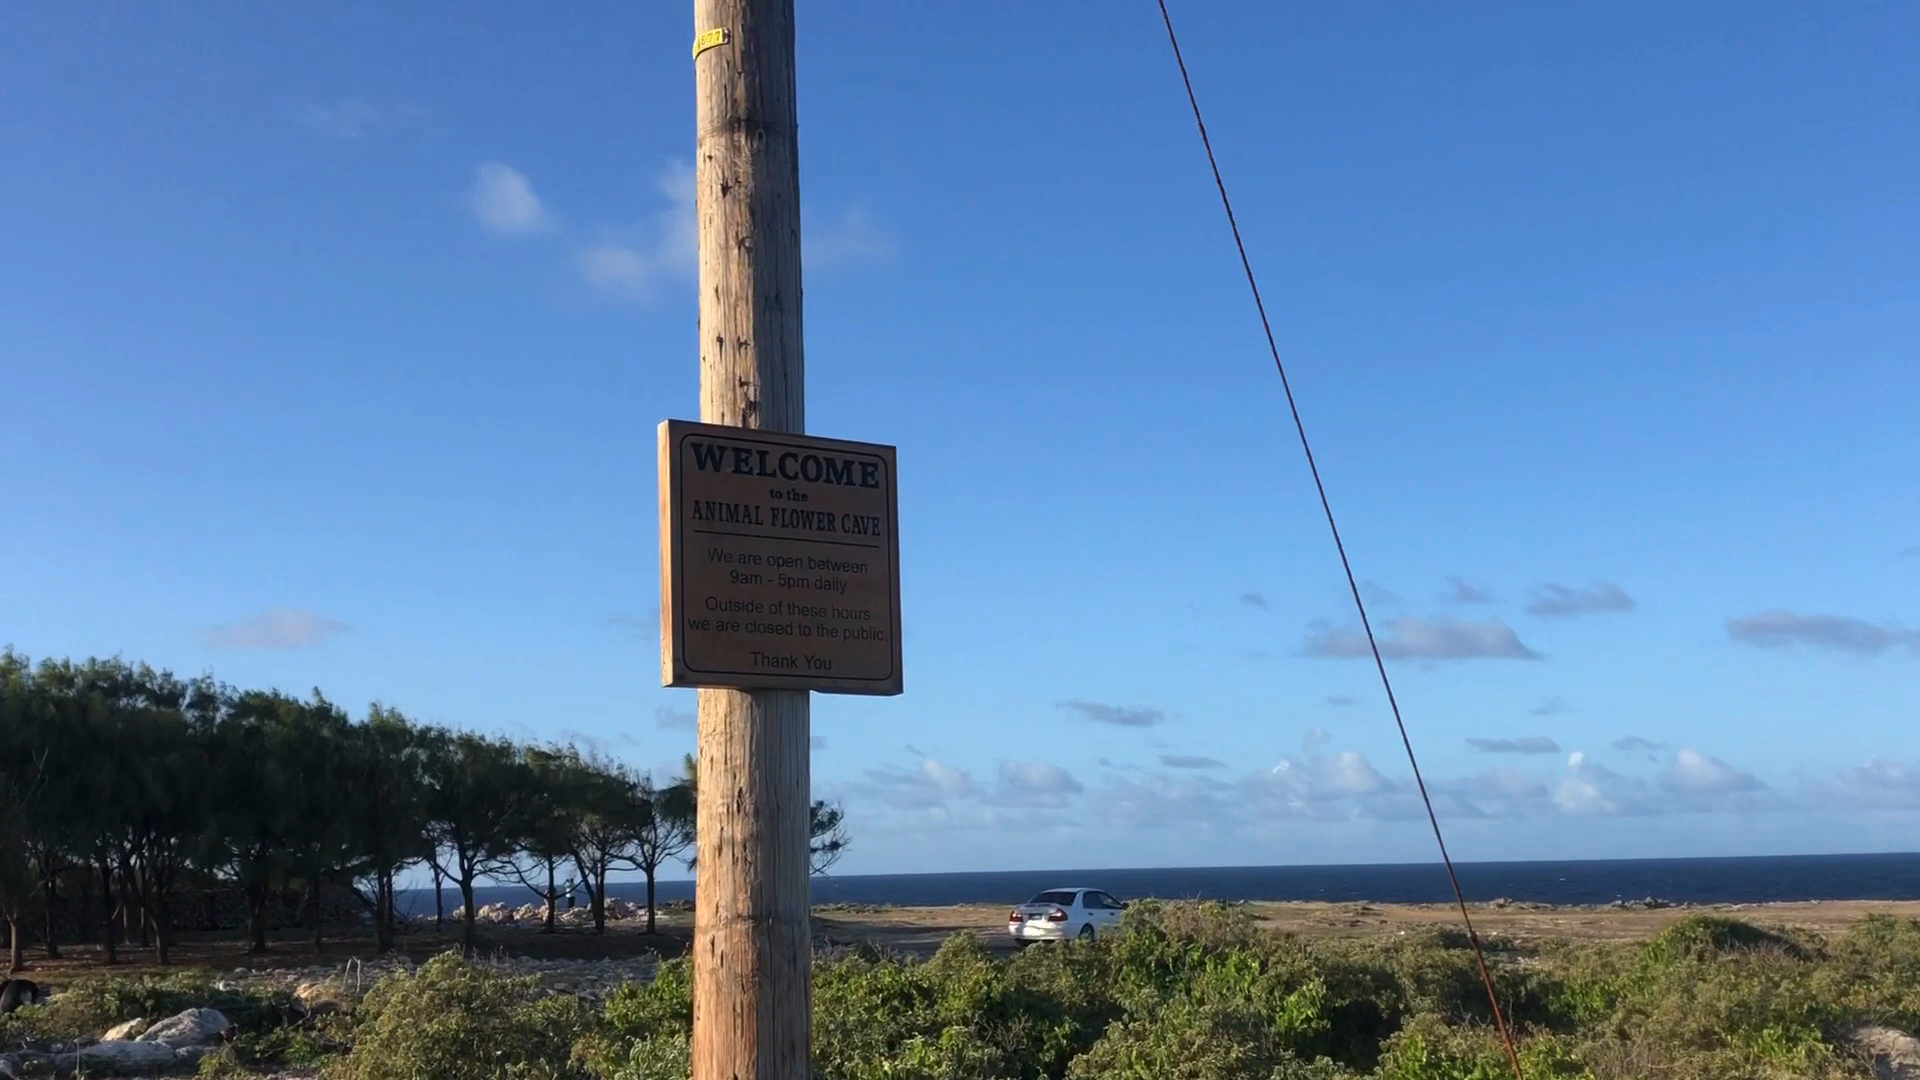 WELCOME
to the
ANIMAL FLOWER CAVE
We are open between
9am - 5pm daily
Outside of these hours
we are closed to the public.
Thank You